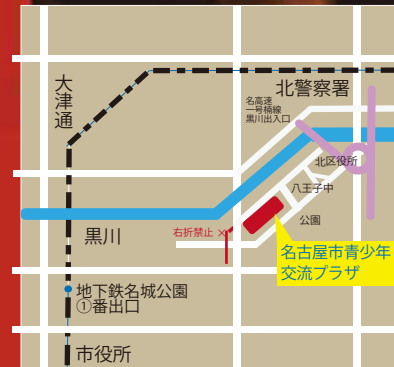 大津通
北警察署
名高速
一号楠線
黒川出入口
北区役所
八王子中
公園
黒川
右折禁止 ×
名古屋市青少年
交流プラザ
地下鉄名城公園
①番出口
市役所